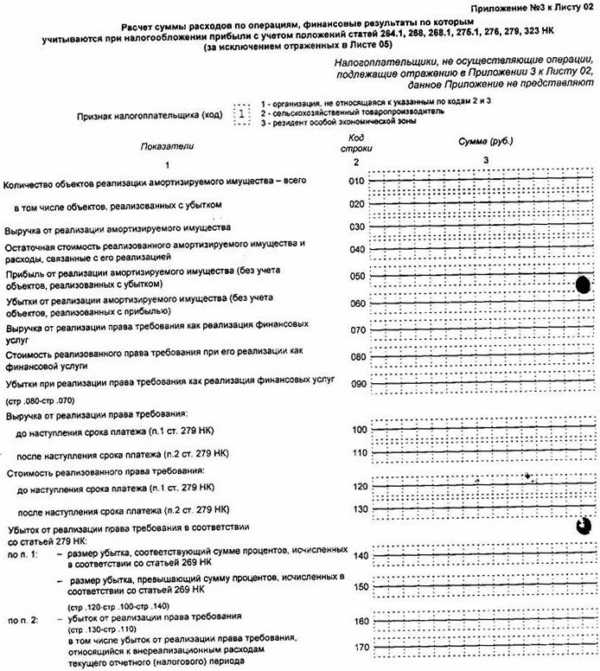 Приложение №3 к Листу 02
Расчет суммы расходов по операциям, финансовые результаты по которым
учитываются при налогообложении прибыли с учетом положений статей 264.1, 268, 268.1, 275.1, 276, 279, 323 НК
(за исключением отраженных в Листе 05)
Налогоплательщики, не осуществляющие операции,
подлежащие отражению в Приложении 3 к Листу 02,
данное Приложение не представляют
Признак налогоплательщика (код) 1
1 - организация, не относящаяся к указанным по кодам 2 и 3
2 - сельскохозяйственный товаропроизводитель
3 - резидент особой экономической зоны
Показатели Код строки Сумма (руб.)
1 2 3
Количество объектов реализации амортизируемого имущества – всего 010
в том числе объектов, реализованных с убытком 020
Выручка от реализации амортизируемого имущества 030
Остаточная стоимость реализованного амортизируемого имущества и
расходы, связанные с его реализацией 040
Прибыль от реализации амортизируемого имущества (без учета
объектов, реализованных с убытком) 050
Убытки от реализации амортизируемого имущества (без учета
объектов, реализованных с прибылью) 060
Выручка от реализации права требования как реализация финансовых
услуг 070
Стоимость реализованного права требования при его реализации как
финансовой услуги 080
Убытки при реализации права требования как реализация финансовых услуг 090
(стр .080-стр .070)
Выручка от реализации права требования:
до наступления срока платежа (п.1 ст. 279 НК) 100
после наступления срока платежа (п.2 ст. 279 НК) 110
Стоимость реализованного права требования:
до наступления срока платежа (п.1 ст. 279 НК) 120
после наступления срока платежа (п.2 ст. 279 НК) 130
Убыток от реализации права требования в соответствии
со статьей 279 НК:
по п. 1: – размер убытка, соответствующий сумме процентов, исчисленных 140
в соответствии со статьей 269 НК
– размер убытка, превышающий сумму процентов, исчисленных в 150
соответствии со статьей 269 НК
(стр .120-стр .100-стр .140)
по п. 2: – убыток от реализации права требования 160
(стр .130-стр .110)
в том числе убыток от реализации права требования,
относящийся к внереализационным расходам 170
текущего отчетного (налогового) периода